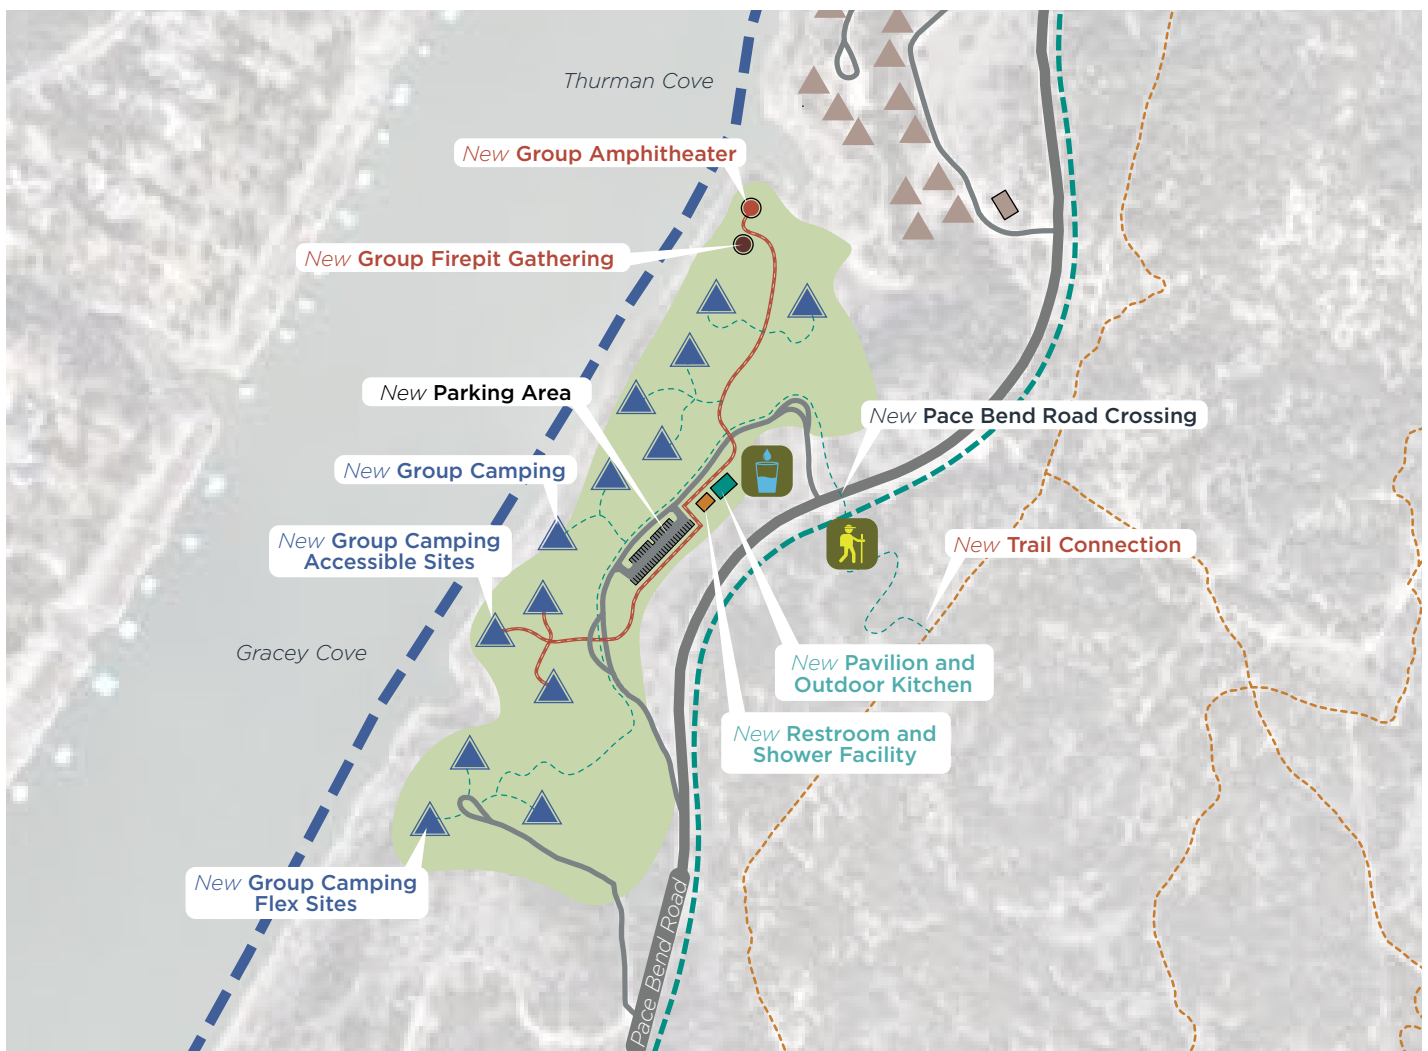 Thurman Cove
New Group Amphitheater
New Group Firepit Gathering
New Parking Area
New Pace Bend Road Crossing
New Group Camping
New Group Camping
Accessible Sites
New Trail Connection
Gracey Cove
New Pavilion and
Outdoor Kitchen
New Restroom and
Shower Facility
New Group Camping
Flex Sites
Pace Bend Road